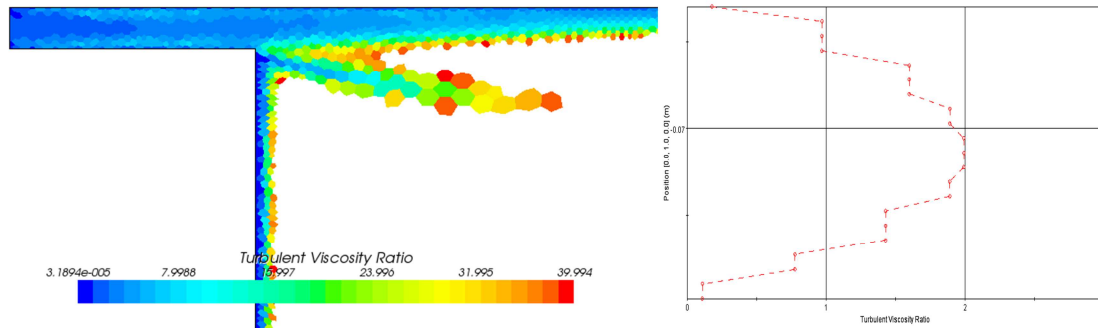 Turbulent Viscosity Ratio
3.1894e-005 7.9988 15.997 23.996 31.995 39.994
Position [0.0, 1.0, 0.0] (m)
-0.07
0 1 2
Turbulent Viscosity Ratio